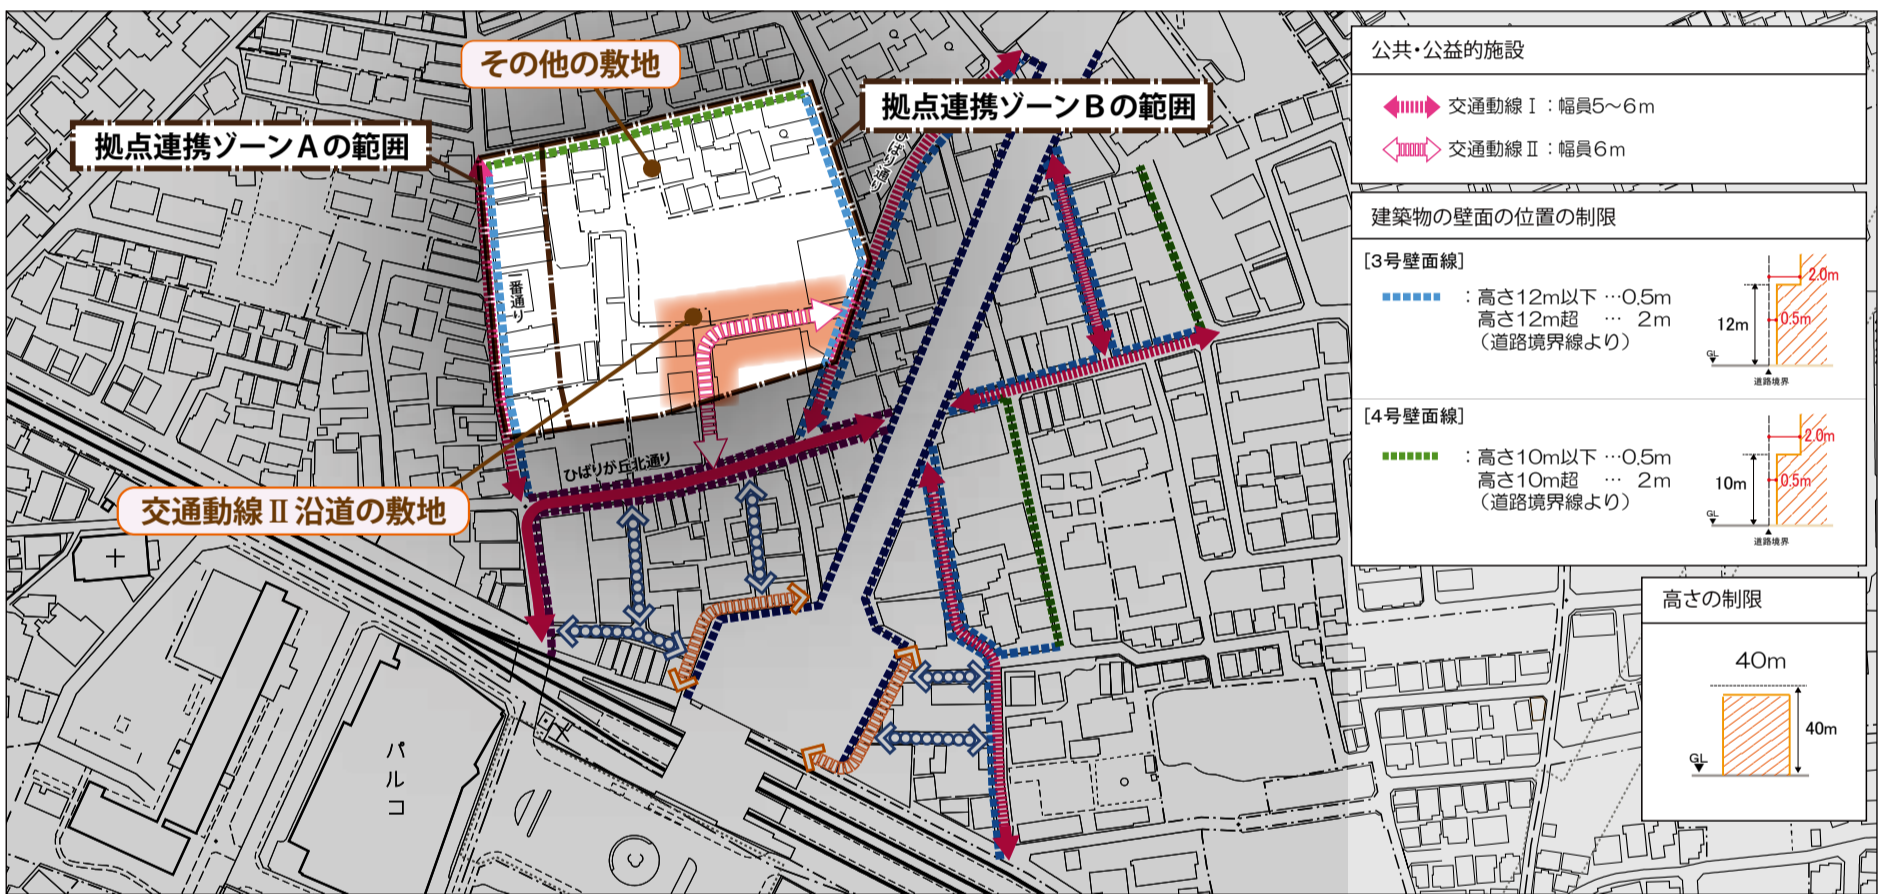 その他の敷地
拠点連携ゾーンAの範囲
拠点連携ゾーンBの範囲
ひばり通り
一番通り
ひばりが丘北通り
交通動線Ⅱ沿道の敷地
パルコ
公共・公益的施設
交通動線Ⅰ：幅員5〜6m
交通動線Ⅱ：幅員6m
建築物の壁面の位置の制限
[3号壁面線]
：高さ12m以下…0.5m
高さ12m超 … 2m
（道路境界線より）
2.0m
12m
0.5m
GL
道路境界
[4号壁面線]
：高さ10m以下…0.5m
高さ10m超 … 2m
（道路境界線より）
2.0m
10m
0.5m
GL
道路境界
高さの制限
40m
40m
GL